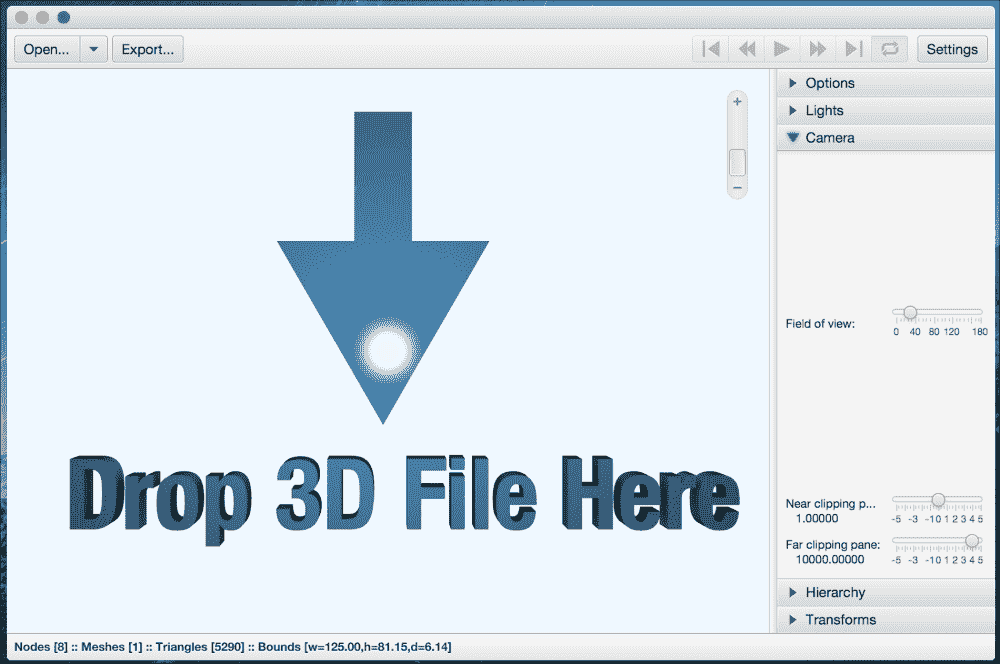 Open... Export... Settings
Options
Lights
Camera
Field of view:
0 40 80 120 180
Drop 3D File Here
Near clipping p...
1.00000
-5 -3 -1 0 1 2 3 4 5
Far clipping pane:
10000.00000
-5 -3 -1 0 1 2 3 4 5
Hierarchy
Transforms
Nodes [8] :: Meshes [1] :: Triangles [5290] :: Bounds [w=125.00,h=81.15,d=6.14]